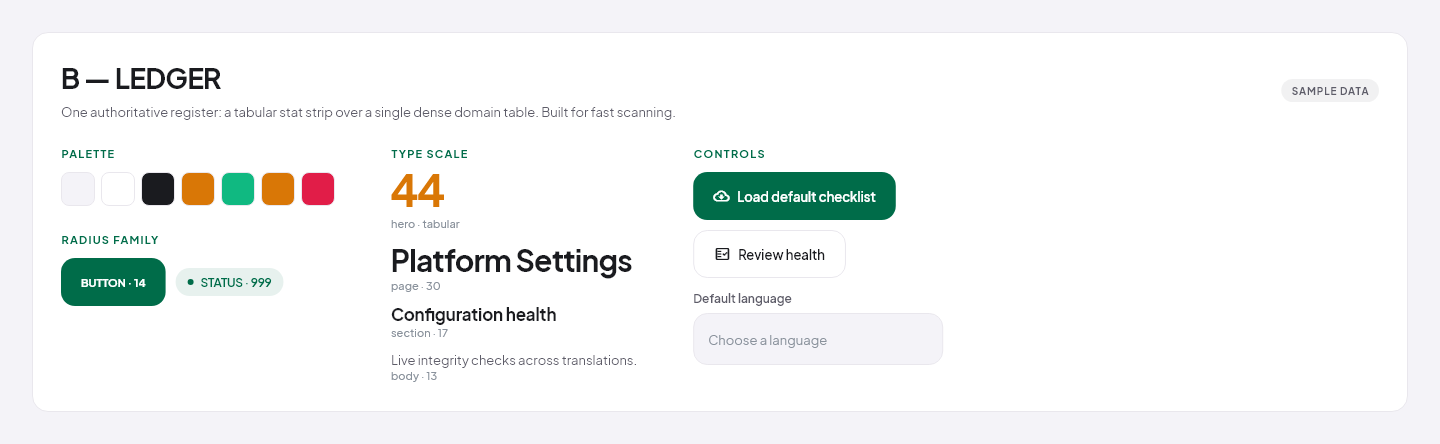 B — LEDGER
One authoritative register: a tabular stat strip over a single dense domain table. Built for fast scanning.
SAMPLE DATA
PALETTE
RADIUS FAMILY
BUTTON · 14
STATUS · 999
TYPE SCALE
44
hero · tabular
Platform Settings
page · 30
Configuration health
section · 17
Live integrity checks across translations.
body · 13
CONTROLS
Load default checklist
Review health
Default language
Choose a language